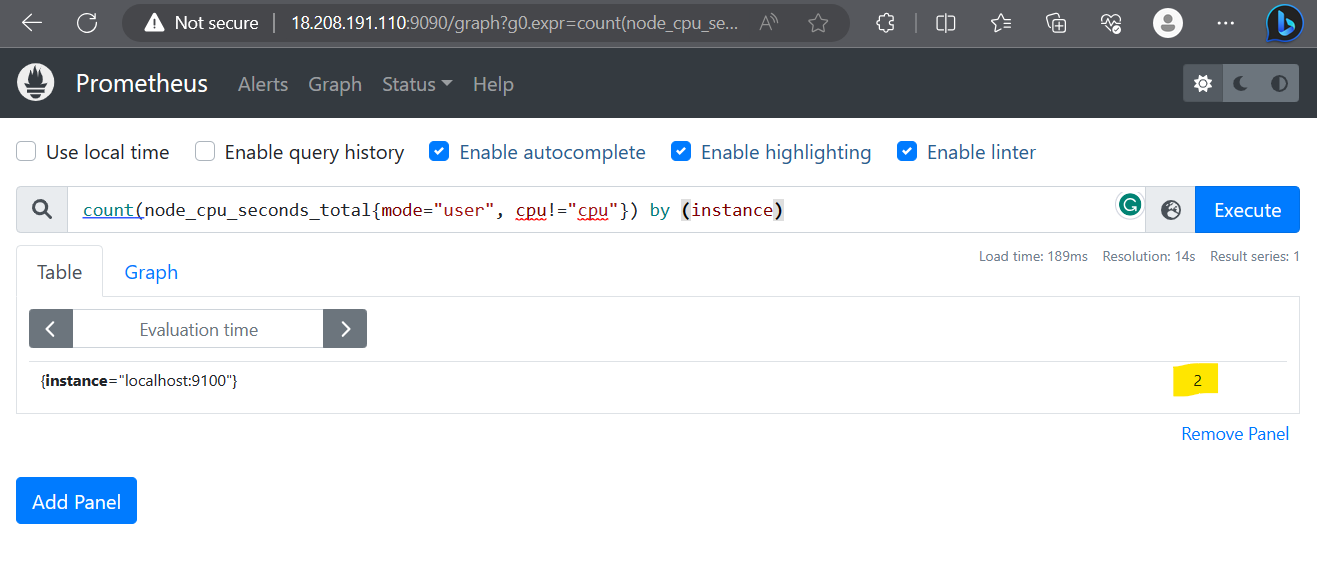 Not secure 18.208.191.110:9090/graph?g0.expr=count(node_cpu_se...
Prometheus Alerts Graph Status Help
Use local time Enable query history Enable autocomplete Enable highlighting Enable linter
count(node_cpu_seconds_total{mode="user", cpu!="cpu"}) by (instance) Execute
Load time: 189ms Resolution: 14s Result series: 1
Table Graph
Evaluation time
{instance="localhost:9100"} 2
Remove Panel
Add Panel